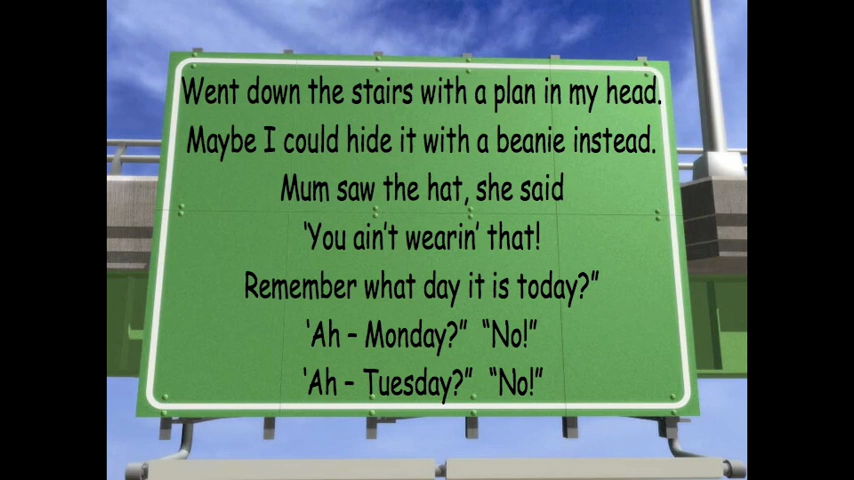 Went down the stairs with a plan in my head.
Maybe I could hide it with a beanie instead.
Mum saw the hat, she said
‘You ain’t wearin’ that!
Remember what day it is today?”
‘Ah – Monday?” “No!”
‘Ah – Tuesday?” “No!”